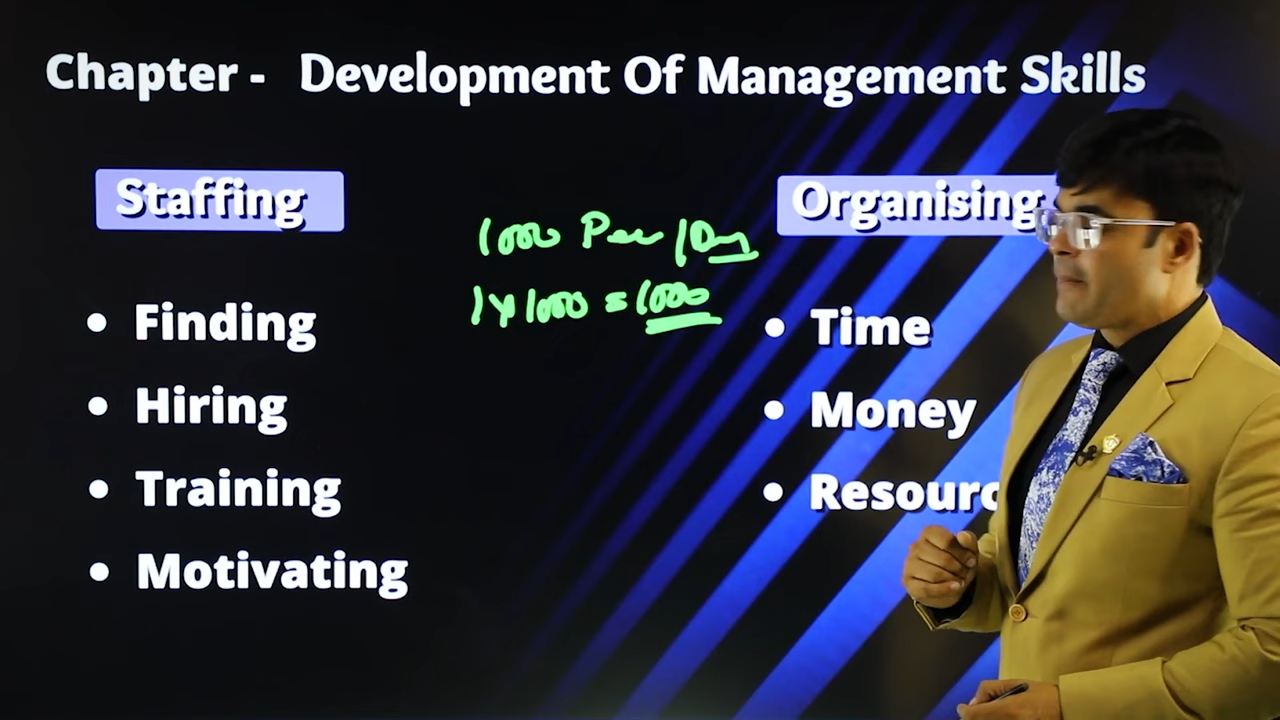 Chapter - Development Of Management Skills
Staffing
Finding
Hiring
Training
Motivating
1000 Per / Day
1 x 1000 = 1000
Organising
Time
Money
Resourc